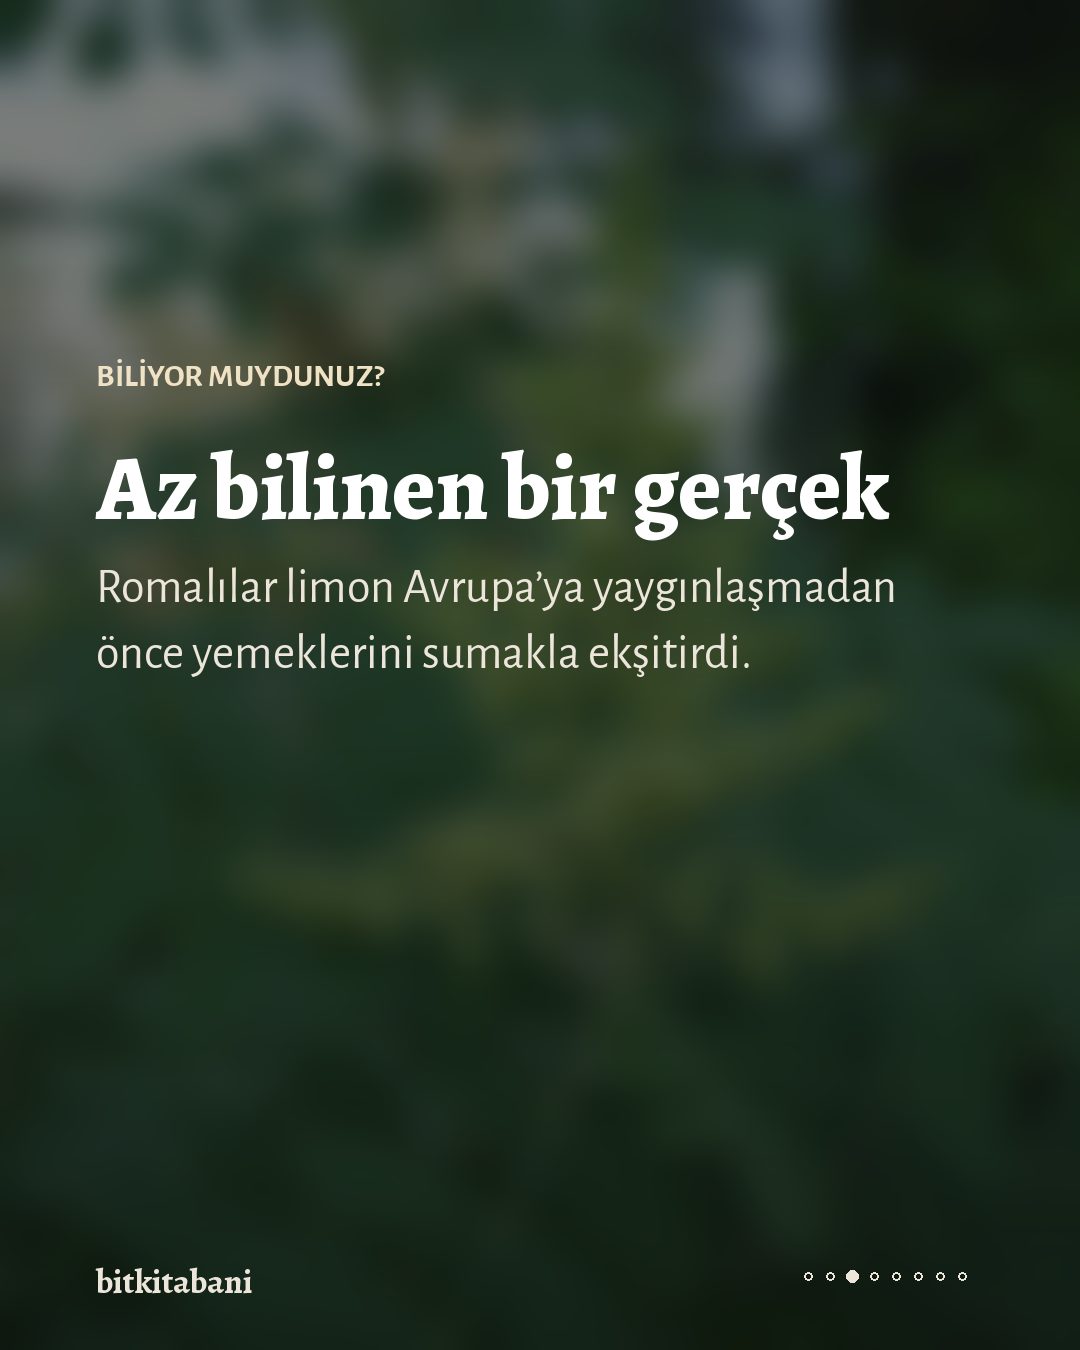 BİLİYOR MUYDUNUZ?
Az bilinen bir gerçek
Romalılar limon Avrupa’ya yaygınlaşmadan
önce yemeklerini sumakla ekşitirdi.
bitkitabani